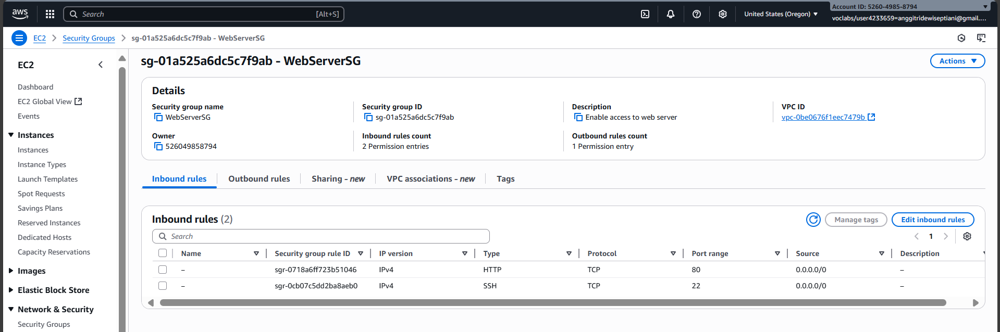 aws
Search [Alt+S]
United States (Oregon)
Account ID: 5260-4985-8794
voclabs/user4233659=anggitridewiseptiani@gmail....
EC2 Security Groups sg-01a525a6dc5c7f9ab - WebServerSG
EC2
Dashboard
EC2 Global View
Events
Instances
Instances
Instance Types
Launch Templates
Spot Requests
Savings Plans
Reserved Instances
Dedicated Hosts
Capacity Reservations
Images
Elastic Block Store
Network & Security
Security Groups
sg-01a525a6dc5c7f9ab - WebServerSG
Actions
Details
Security group name
WebServerSG
Security group ID
sg-01a525a6dc5c7f9ab
Description
Enable access to web server
VPC ID
vpc-0be0676f1eec7479b
Owner
526049858794
Inbound rules count
2 Permission entries
Outbound rules count
1 Permission entry
Inbound rules Outbound rules Sharing - new VPC associations - new Tags
Inbound rules (2)
Manage tags Edit inbound rules
Search
1
Name Security group rule ID IP version Type Protocol Port range Source Description
– sgr-0718a6ff723b51046 IPv4 HTTP TCP 80 0.0.0.0/0 –
– sgr-0cb07c5dd2ba8aeb0 IPv4 SSH TCP 22 0.0.0.0/0 –